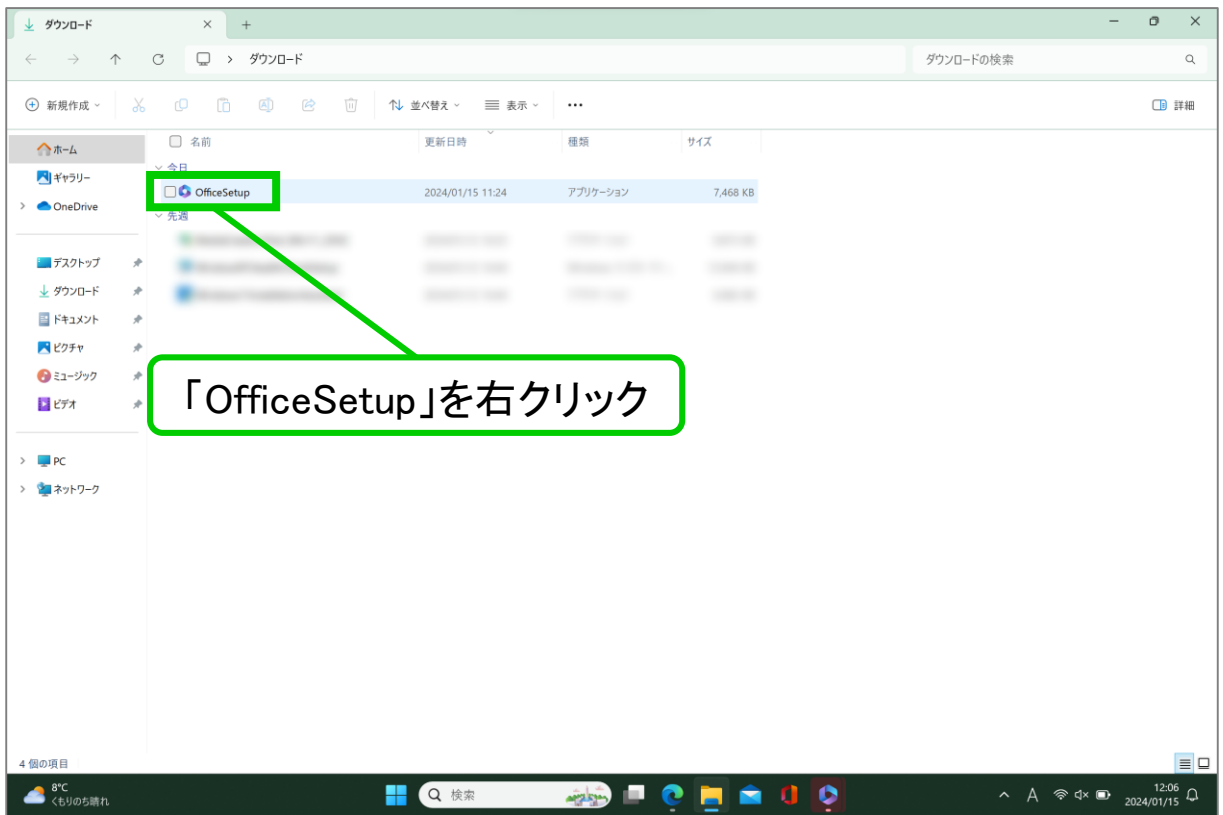 ダウンロード
ダウンロード
ダウンロードの検索
新規作成
並べ替え
表示
詳細
名前 更新日時 種類 サイズ
ホーム
ギャラリー
OneDrive
デスクトップ
ダウンロード
ドキュメント
ピクチャ
ミュージック
ビデオ
PC
ネットワーク
今日
OfficeSetup 2024/01/15 11:24 アプリケーション 7,468 KB
先週
「OfficeSetup」を右クリック
4 個の項目
8°C
くもりのち晴れ
検索
A
12:06
2024/01/15